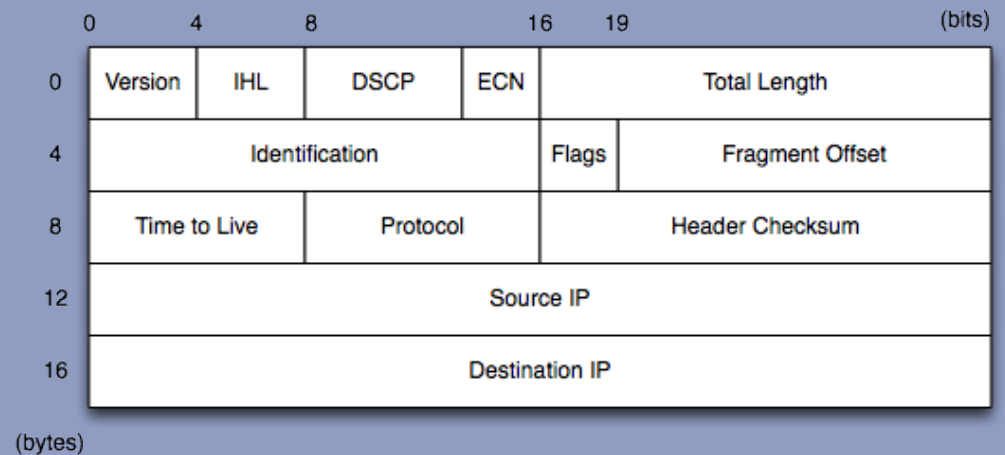 0 4 8 16 19 (bits)
0 Version IHL DSCP ECN Total Length
4 Identification Flags Fragment Offset
8 Time to Live Protocol Header Checksum
12 Source IP
16 Destination IP
(bytes)